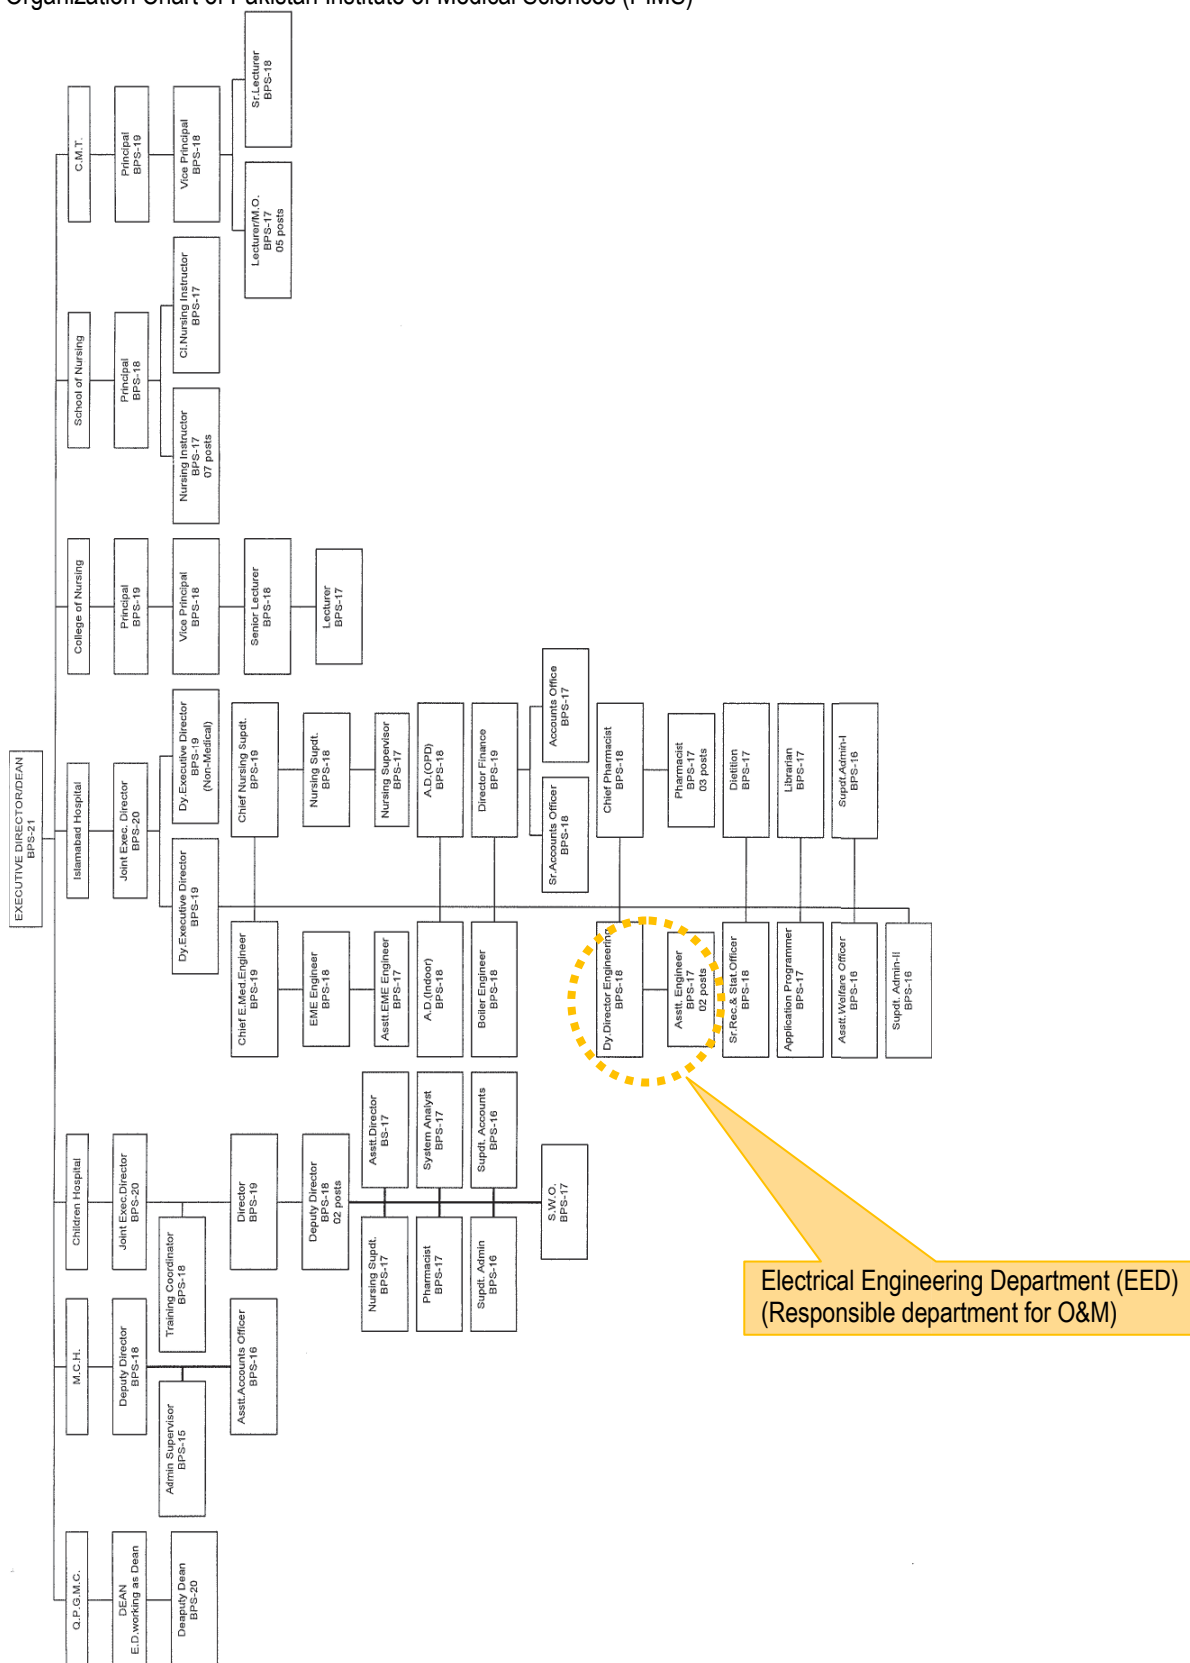 Organization Chart of Pakistan Institute of Medical Sciences (PIMS)
EXECUTIVE DIRECTOR/DEAN
BPS-21
Q.P.G.M.C.
DEAN
E.D.working as Dean
Deaputy Dean
BPS-20
M.C.H.
Deputy Director
BPS-18
Admin Supervisor
BPS-15
Asstt.Accounts Officer
BPS-16
Children Hospital
Joint Exec.Director
BPS-20
Training Coordinator
BPS-18
Director
BPS-19
Deputy Director
BPS-18
02 posts
Nursing Supdt.
BPS-17
Asstt.Director
BS-17
Pharmacist
BPS-17
System Analyst
BPS-17
Supdt. Admin
BPS-16
Supdt. Accounts
BPS-16
S.W.O.
BPS-17
Islamabad Hospital
Joint Exec. Director
BPS-20
Dy.Executive Director
BPS-19
Dy.Executive Director
BPS-19
(Non-Medical)
Chief E.Med.Engineer
BPS-19
Chief Nursing Supdt.
BPS-19
EME Engineer
BPS-18
Nursing Supdt.
BPS-18
Asstt.EME Engineer
BPS-17
Nursing Supervisor
BPS-17
A.D.(Indoor)
BPS-18
A.D.(OPD)
BPS-18
Boiler Engineer
BPS-18
Director Finance
BPS-19
Sr.Accounts Officer
BPS-18
Accounts Office
BPS-17
Dy.Director Engineering
BPS-18
Chief Pharmacist
BPS-18
Asstt. Engineer
BPS-17
02 posts
Pharmacist
BPS-17
03 posts
Sr.Rec.& Stat.Officer
BPS-18
Dietition
BPS-17
Application Programmer
BPS-17
Librarian
BPS-17
Asstt.Welfare Officer
BPS-16
Supdt.Admin-I
BPS-16
Supdt. Admin-II
BPS-16
College of Nursing
Principal
BPS-19
Vice Principal
BPS-18
Senior Lecturer
BPS-18
Lecturer
BPS-17
School of Nursing
Principal
BPS-18
Nursing Instructor
BPS-17
07 posts
Cl.Nursing Instructor
BPS-17
C.M.T.
Principal
BPS-19
Vice Principal
BPS-18
Lecturer/M.O.
BPS-17
05 posts
Sr.Lecturer
BPS-18
Electrical Engineering Department (EED)
(Responsible department for O&M)